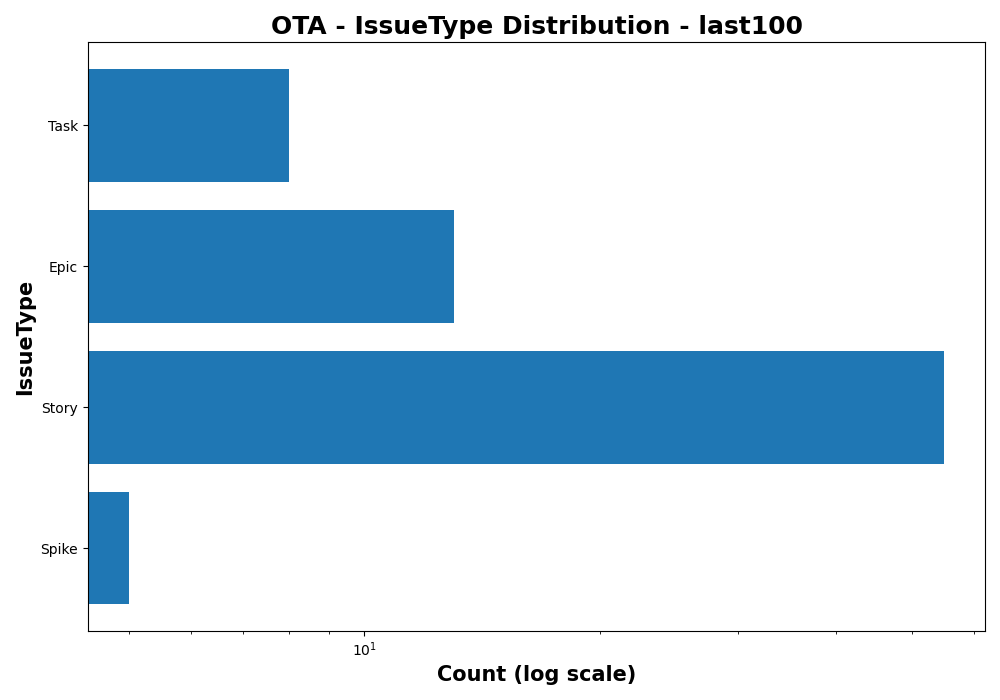 OTA - IssueType Distribution - last100
Task
Epic
Story
Spike
IssueType
10¹
Count (log scale)